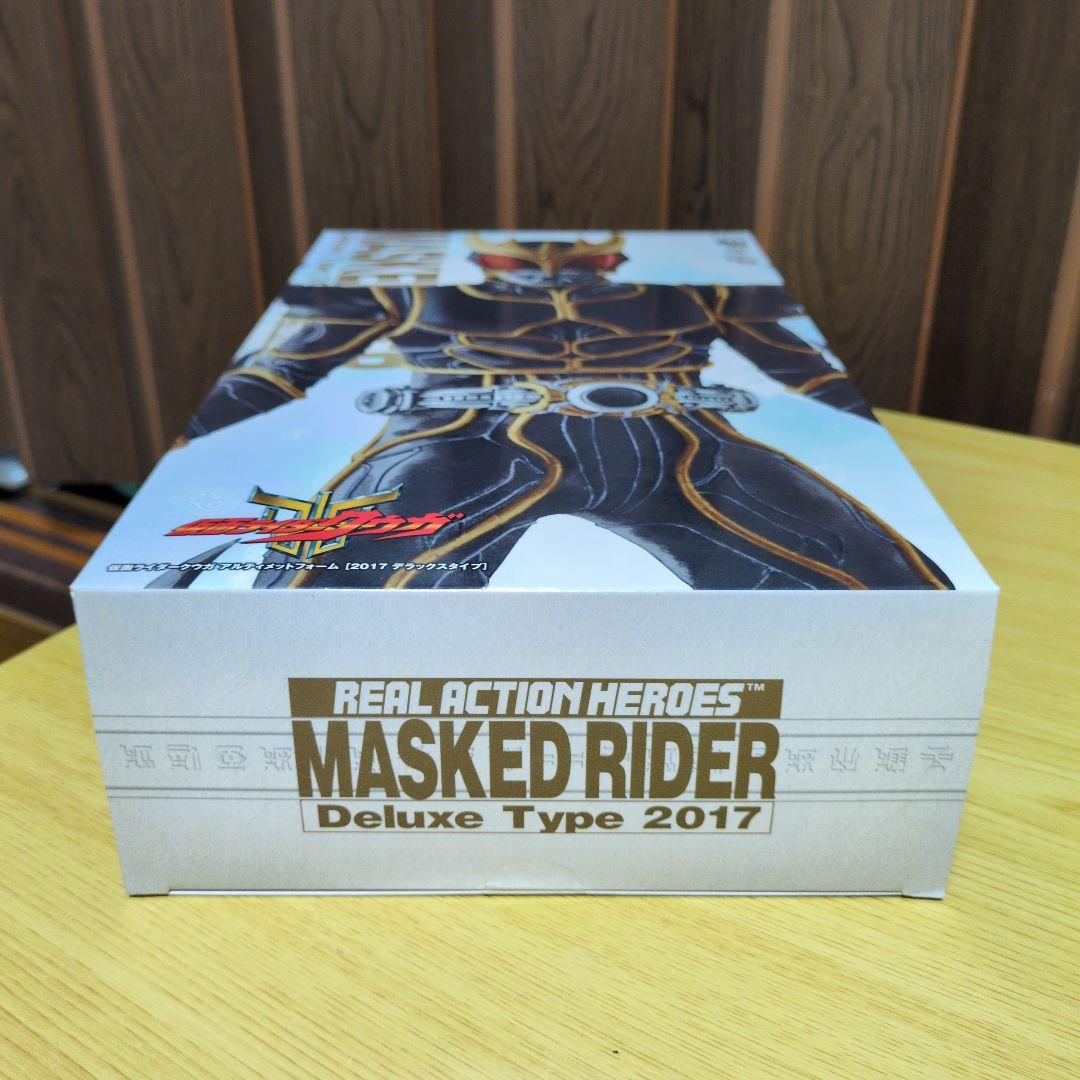 MASKED
仮面ライダークウガ
仮面ライダークウガ アルティメットフォーム [2017 デラックスタイプ]
REAL ACTION HEROES™
MASKED RIDER
Deluxe Type 2017